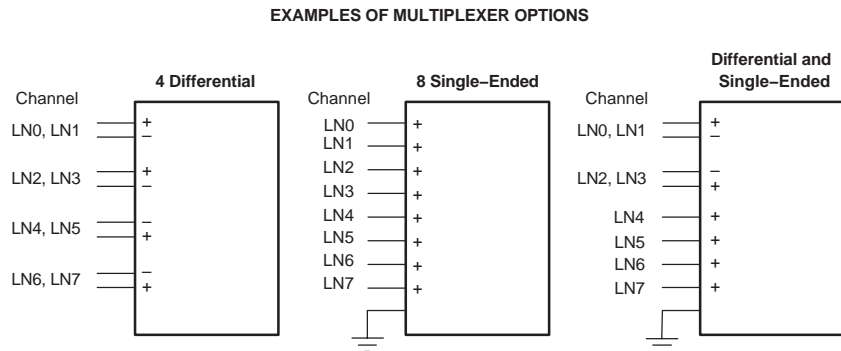 EXAMPLES OF MULTIPLEXER OPTIONS
4 Differential
Channel
LN0, LN1
+
–
LN2, LN3
+
–
LN4, LN5
–
+
LN6, LN7
–
+
8 Single–Ended
Channel
LN0
+
LN1
+
LN2
+
LN3
+
LN4
+
LN5
+
LN6
+
LN7
+
Differential and
Single–Ended
Channel
LN0, LN1
+
–
LN2, LN3
–
+
LN4
+
LN5
+
LN6
+
LN7
+